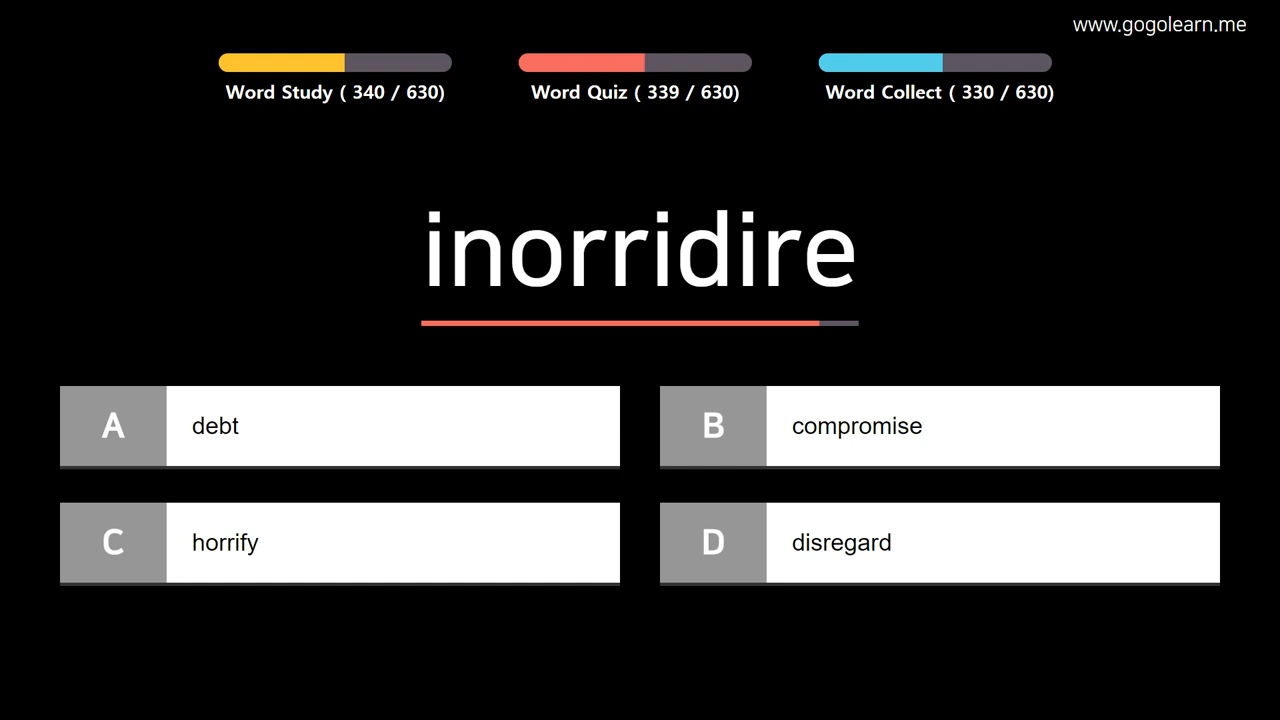 www.gogolearn.me
Word Study ( 340 / 630)
Word Quiz ( 339 / 630)
Word Collect ( 330 / 630)
inorridire
A debt
B compromise
C horrify
D disregard